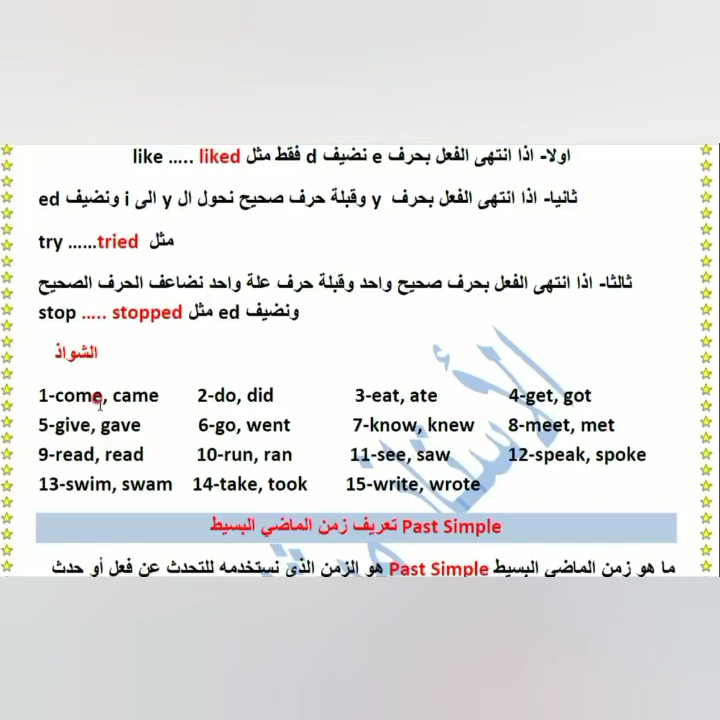 اولا- اذا انتهى الفعل بحرف e نضيف d فقط مثل like ..... liked
ثانيا- اذا انتهى الفعل بحرف y وقبلة حرف صحيح نحول ال y الى i ونضيف ed
مثل try ......tried
ثالثا- اذا انتهى الفعل بحرف صحيح واحد وقبلة حرف علة واحد نضاعف الحرف الصحيح
ونضيف ed مثل stop ..... stopped
الشواذ
1-come, came 2-do, did 3-eat, ate 4-get, got
5-give, gave 6-go, went 7-know, knew 8-meet, met
9-read, read 10-run, ran 11-see, saw 12-speak, spoke
13-swim, swam 14-take, took 15-write, wrote
تعريف زمن الماضي البسيط Past Simple
ما هو زمن الماضي البسيط Past Simple هو الزمن الذي نستخدمه للتحدث عن فعل أو حدث